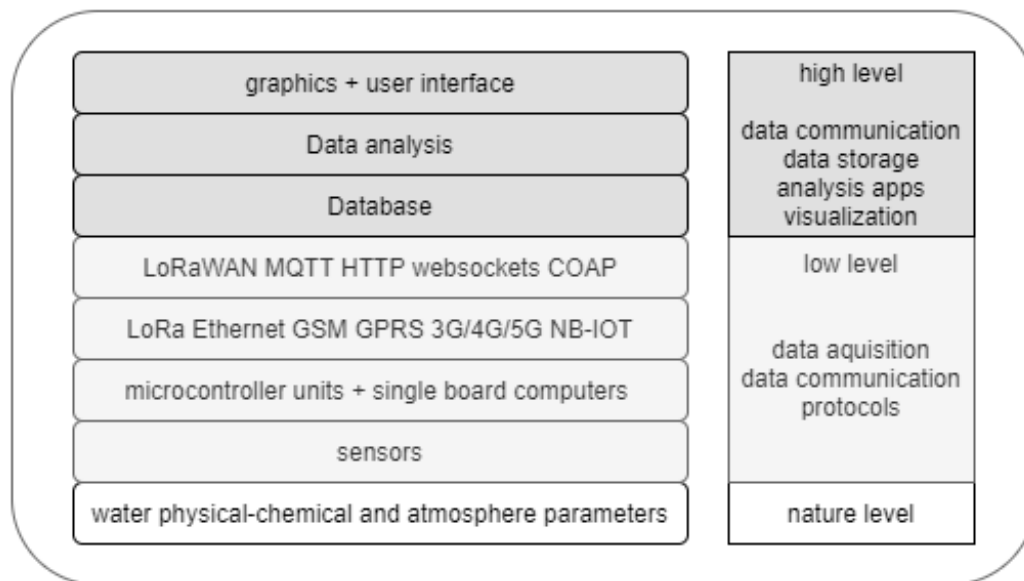 graphics + user interface
Data analysis
Database
LoRaWAN MQTT HTTP websockets COAP
LoRa Ethernet GSM GPRS 3G/4G/5G NB-IOT
microcontroller units + single board computers
sensors
water physical-chemical and atmosphere parameters
high level
data communication
data storage
analysis apps
visualization
low level
data aquisition
data communication
protocols
nature level